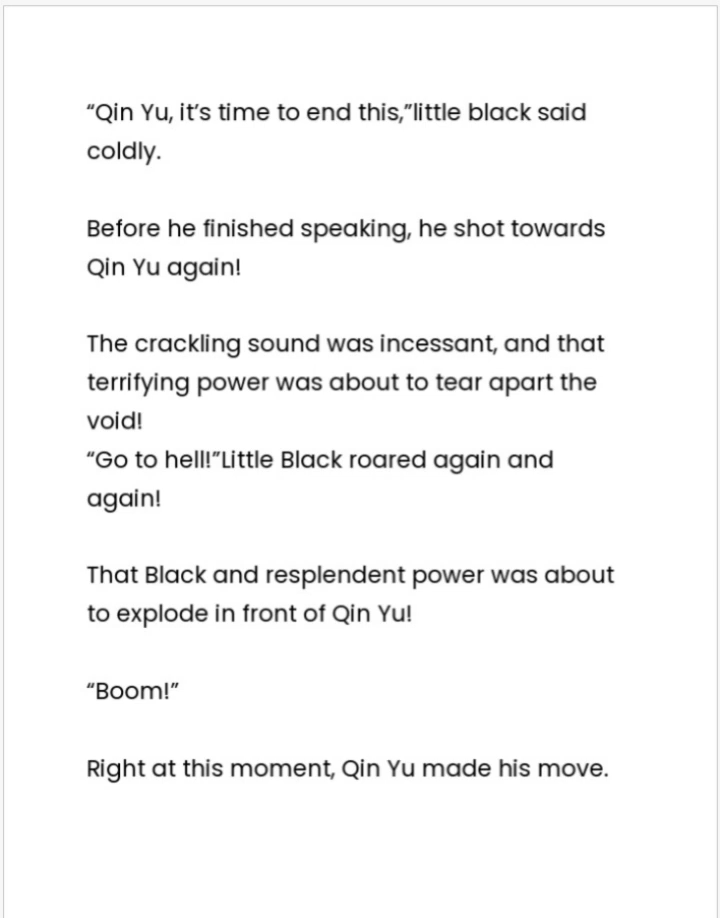 “Qin Yu, it’s time to end this,”little black said
coldly.
Before he finished speaking, he shot towards
Qin Yu again!
The crackling sound was incessant, and that
terrifying power was about to tear apart the
void!
“Go to hell!”Little Black roared again and
again!
That Black and resplendent power was about
to explode in front of Qin Yu!
“Boom!”
Right at this moment, Qin Yu made his move.